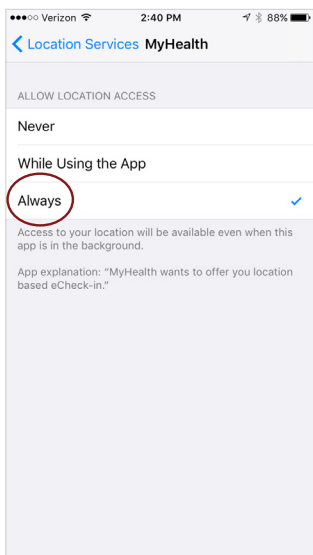 Verizon 2:40 PM 88%
Location Services MyHealth
ALLOW LOCATION ACCESS
Never
While Using the App
Always
Access to your location will be available even when this
app is in the background.
App explanation: “MyHealth wants to offer you location
based eCheck-in.”